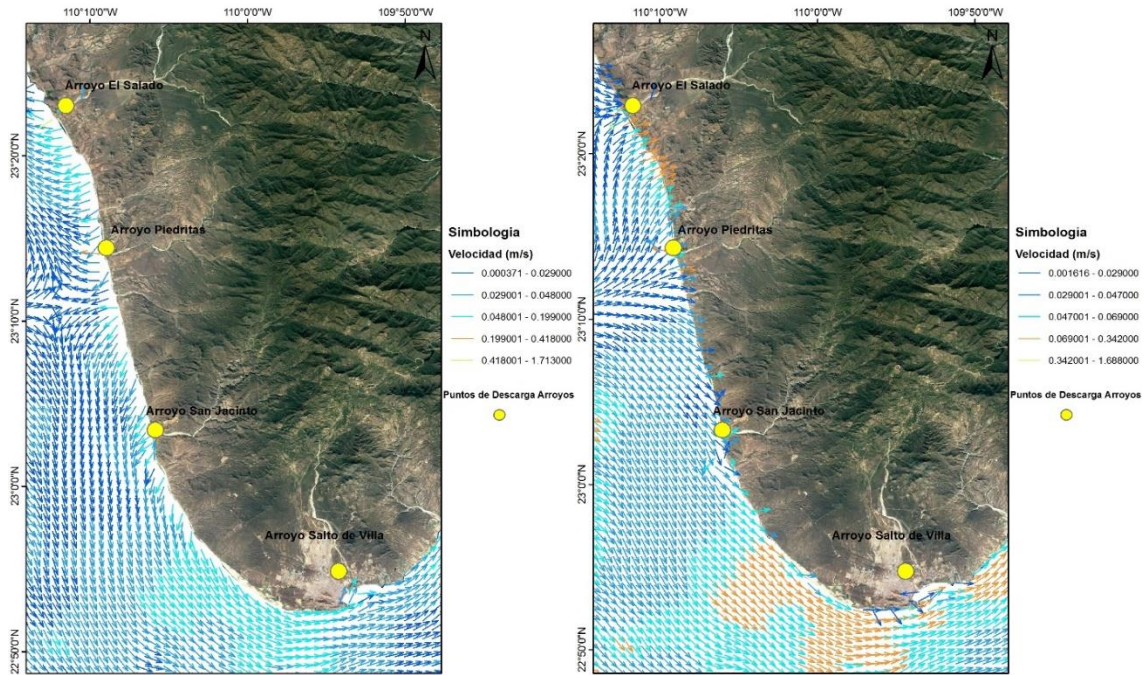 110°10'0"W
110°0'0"W
109°50'0"W
N
Arroyo El Salado
23°20'0"N
Arroyo Piedritas
23°10'0"N
Arroyo San Jacinto
23°0'0"N
Arroyo Salto de Villa
22°50'0"N
Simbologia
Velocidad (m/s)
0.000371 - 0.029000
0.029001 - 0.048000
0.048001 - 0.199000
0.199001 - 0.418000
0.418001 - 1.713000
Puntos de Descarga Arroyos
110°10'0"W
110°0'0"W
109°50'0"W
N
Arroyo El Salado
23°20'0"N
Arroyo Piedritas
23°10'0"N
Arroyo San Jacinto
23°0'0"N
Arroyo Salto de Villa
22°50'0"N
Simbologia
Velocidad (m/s)
0.001616 - 0.029000
0.029001 - 0.047000
0.047001 - 0.069000
0.069001 - 0.342000
0.342001 - 1.688000
Puntos de Descarga Arroyos